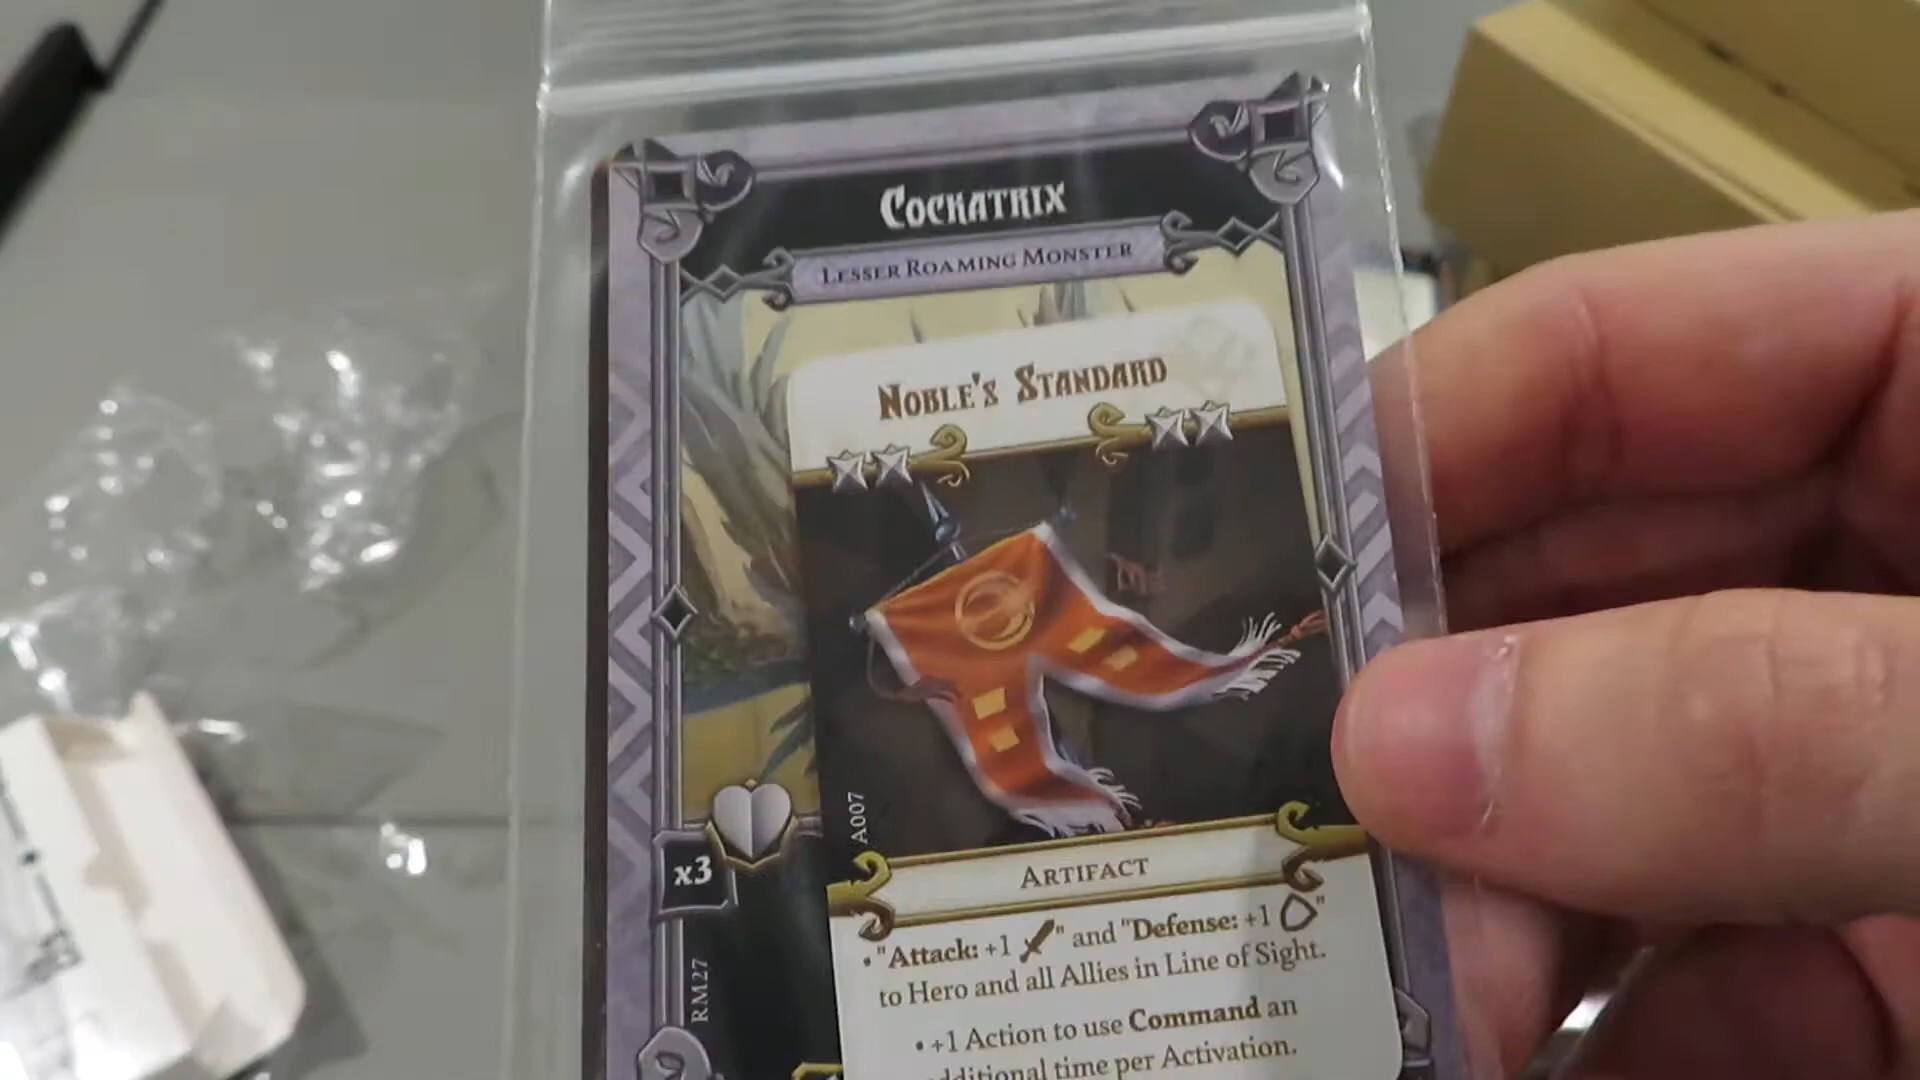 COCKATRIX
LESSER ROAMING MONSTER
NOBLE'S STANDARD
A007
x3
ARTIFACT
RM27
• "Attack: +1 " and "Defense: +1 "
to Hero and all Allies in Line of Sight.
• +1 Action to use Command an
additional time per Activation.